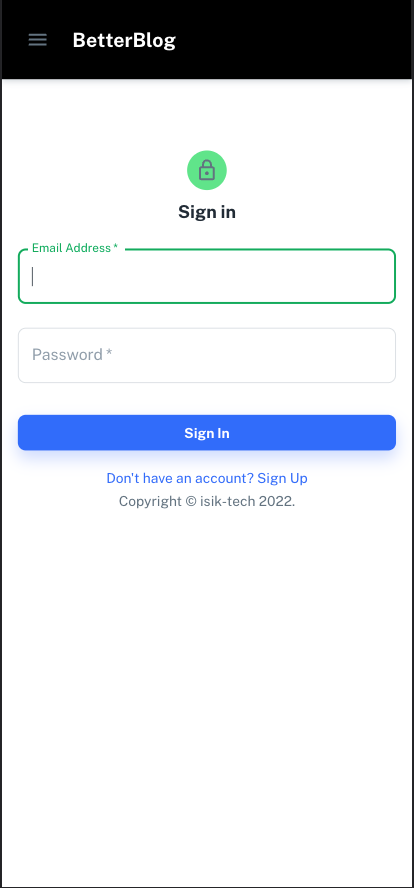 BetterBlog
Sign in
Email Address *
Password *
Sign In
Don't have an account? Sign Up
Copyright © isik-tech 2022.